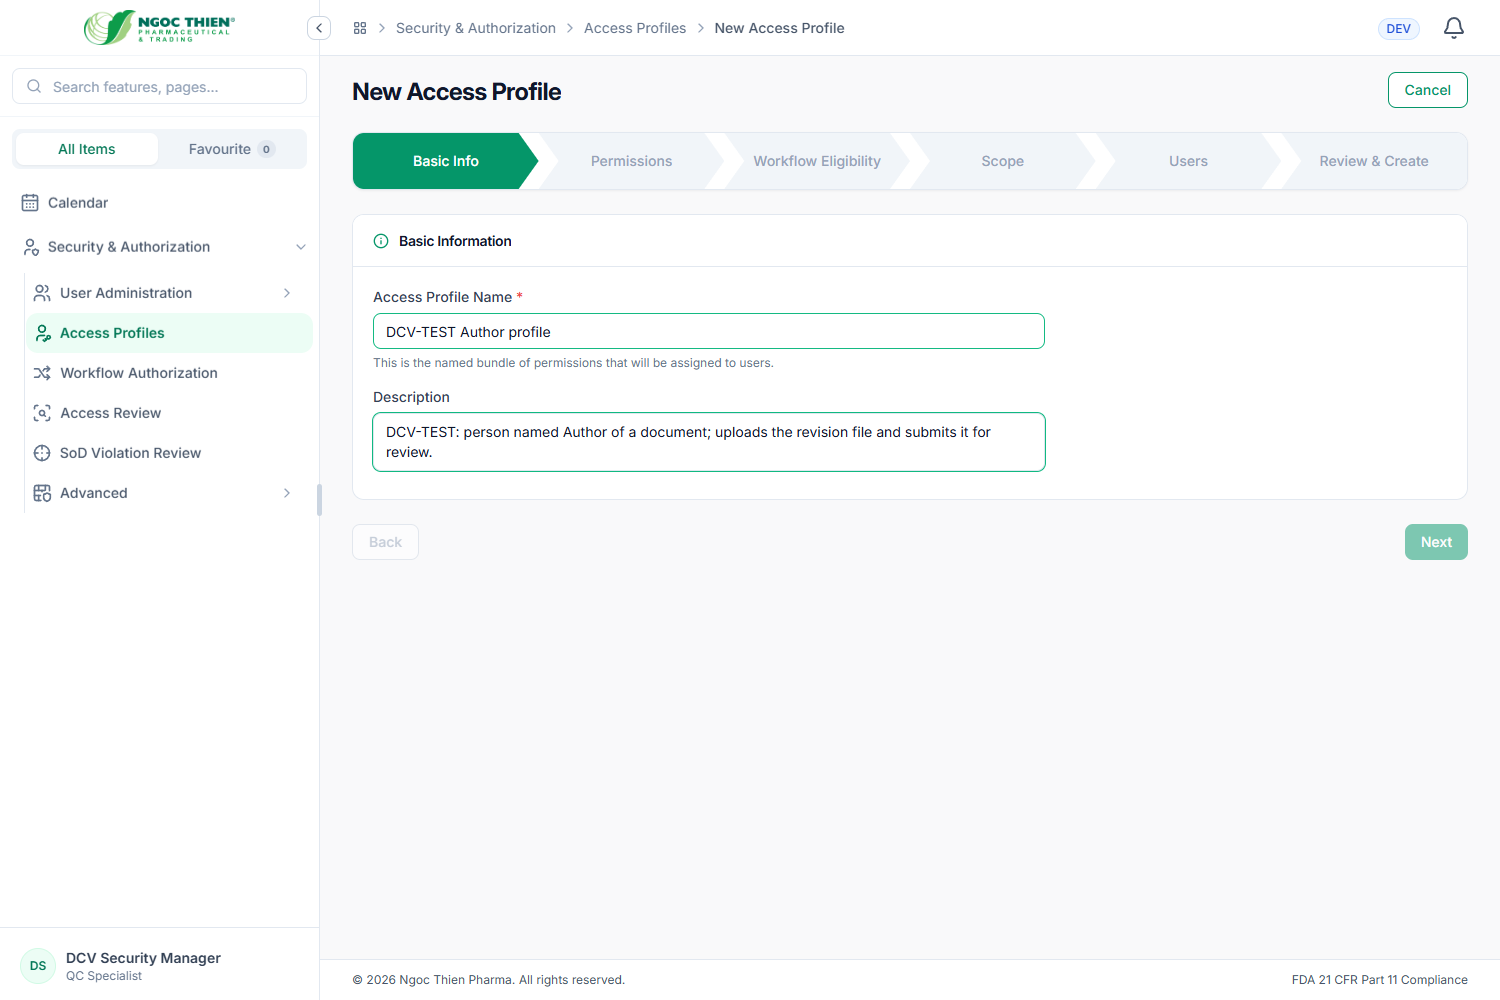 NGOC THIEN®
PHARMACEUTICAL
& TRADING
Security & Authorization
Access Profiles
New Access Profile
DEV
Search features, pages...
All Items
Favourite 0
Calendar
Security & Authorization
User Administration
Access Profiles
Workflow Authorization
Access Review
SoD Violation Review
Advanced
DS
DCV Security Manager
QC Specialist
New Access Profile
Cancel
Basic Info
Permissions
Workflow Eligibility
Scope
Users
Review & Create
Basic Information
Access Profile Name *
DCV-TEST Author profile
This is the named bundle of permissions that will be assigned to users.
Description
DCV-TEST: person named Author of a document; uploads the revision file and submits it for
review.
Back
Next
© 2026 Ngoc Thien Pharma. All rights reserved.
FDA 21 CFR Part 11 Compliance